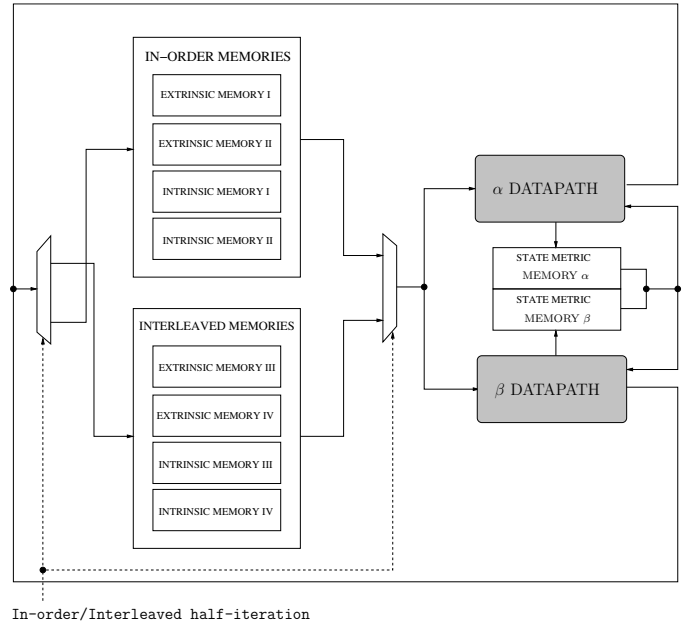 IN-ORDER MEMORIES
EXTRINSIC MEMORY I
EXTRINSIC MEMORY II
INTRINSIC MEMORY I
INTRINSIC MEMORY II
INTERLEAVED MEMORIES
EXTRINSIC MEMORY III
EXTRINSIC MEMORY IV
INTRINSIC MEMORY III
INTRINSIC MEMORY IV
α DATAPATH
STATE METRIC
MEMORY α
STATE METRIC
MEMORY β
β DATAPATH
In-order/Interleaved half-iteration